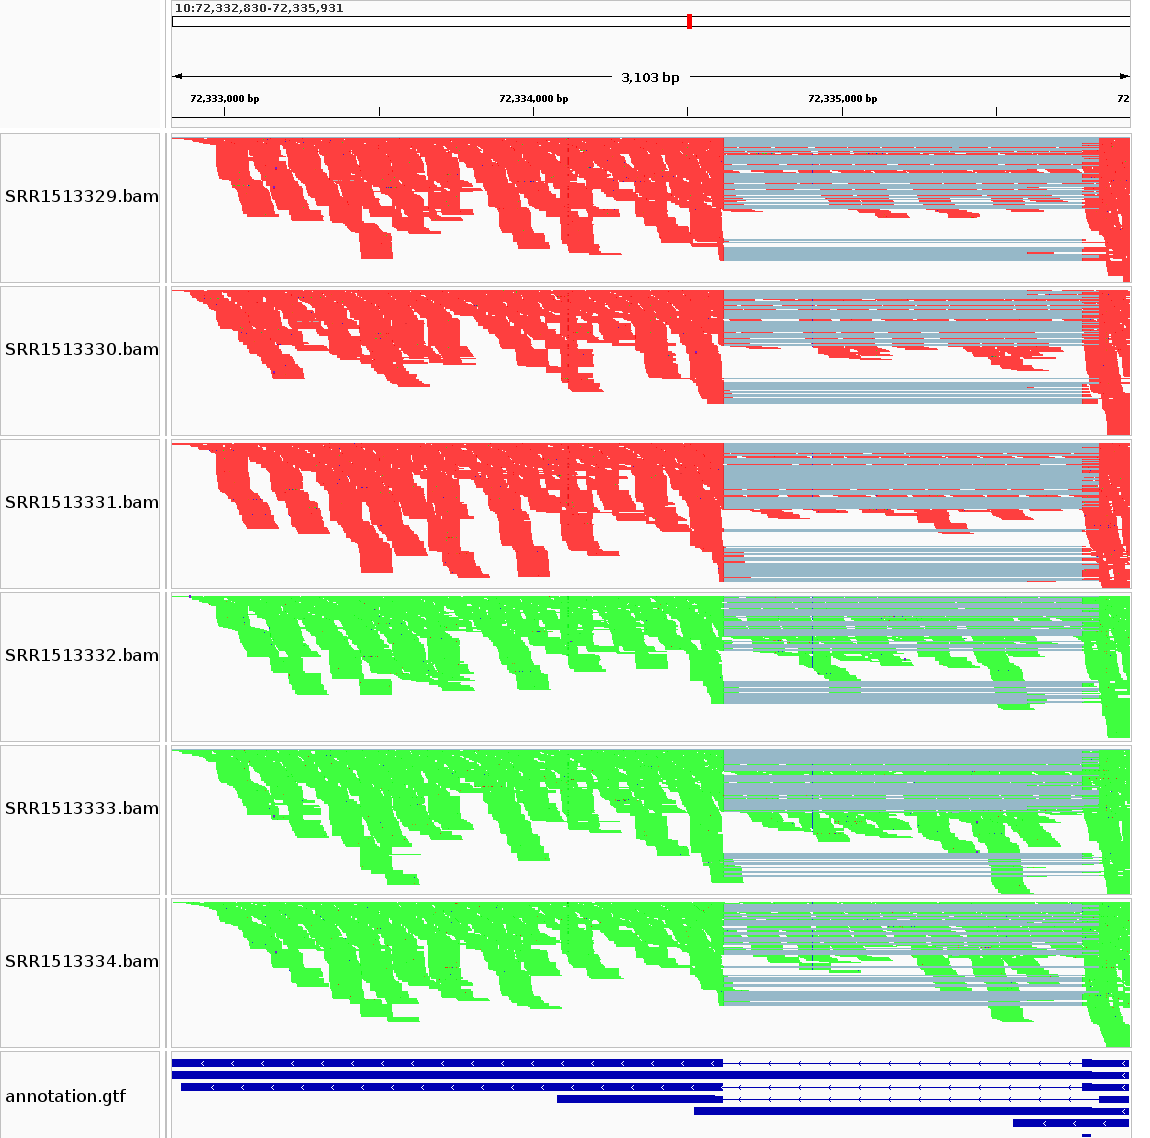 10:72,332,830-72,335,931
3,103 bp
72,333,000 bp 72,334,000 bp 72,335,000 bp 72
SRR1513329.bam
SRR1513330.bam
SRR1513331.bam
SRR1513332.bam
SRR1513333.bam
SRR1513334.bam
annotation.gtf